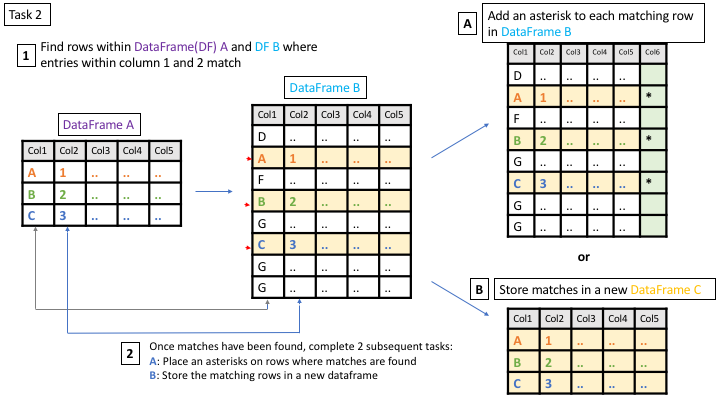 Task 2
1 Find rows within DataFrame(DF) A and DF B where
entries within column 1 and 2 match
DataFrame A
Col1 Col2 Col3 Col4 Col5
A 1 .. .. ..
B 2 .. .. ..
C 3 .. .. ..
DataFrame B
Col1 Col2 Col3 Col4 Col5
D .. .. .. ..
A 1 .. .. ..
F .. .. .. ..
B 2 .. .. ..
G .. .. .. ..
C 3 .. .. ..
G .. .. .. ..
G .. .. .. ..
2 Once matches have been found, complete 2 subsequent tasks:
A: Place an asterisks on rows where matches are found
B: Store the matching rows in a new dataframe
A Add an asterisk to each matching row
in DataFrame B
Col1 Col2 Col3 Col4 Col5 Col6
D .. .. .. ..
A 1 .. .. .. *
F .. .. .. ..
B 2 .. .. .. *
G .. .. .. ..
C 3 .. .. .. *
G .. .. .. ..
G .. .. .. ..
or
B Store matches in a new DataFrame C
Col1 Col2 Col3 Col4 Col5
A 1 .. .. ..
B 2 .. .. ..
C 3 .. .. ..